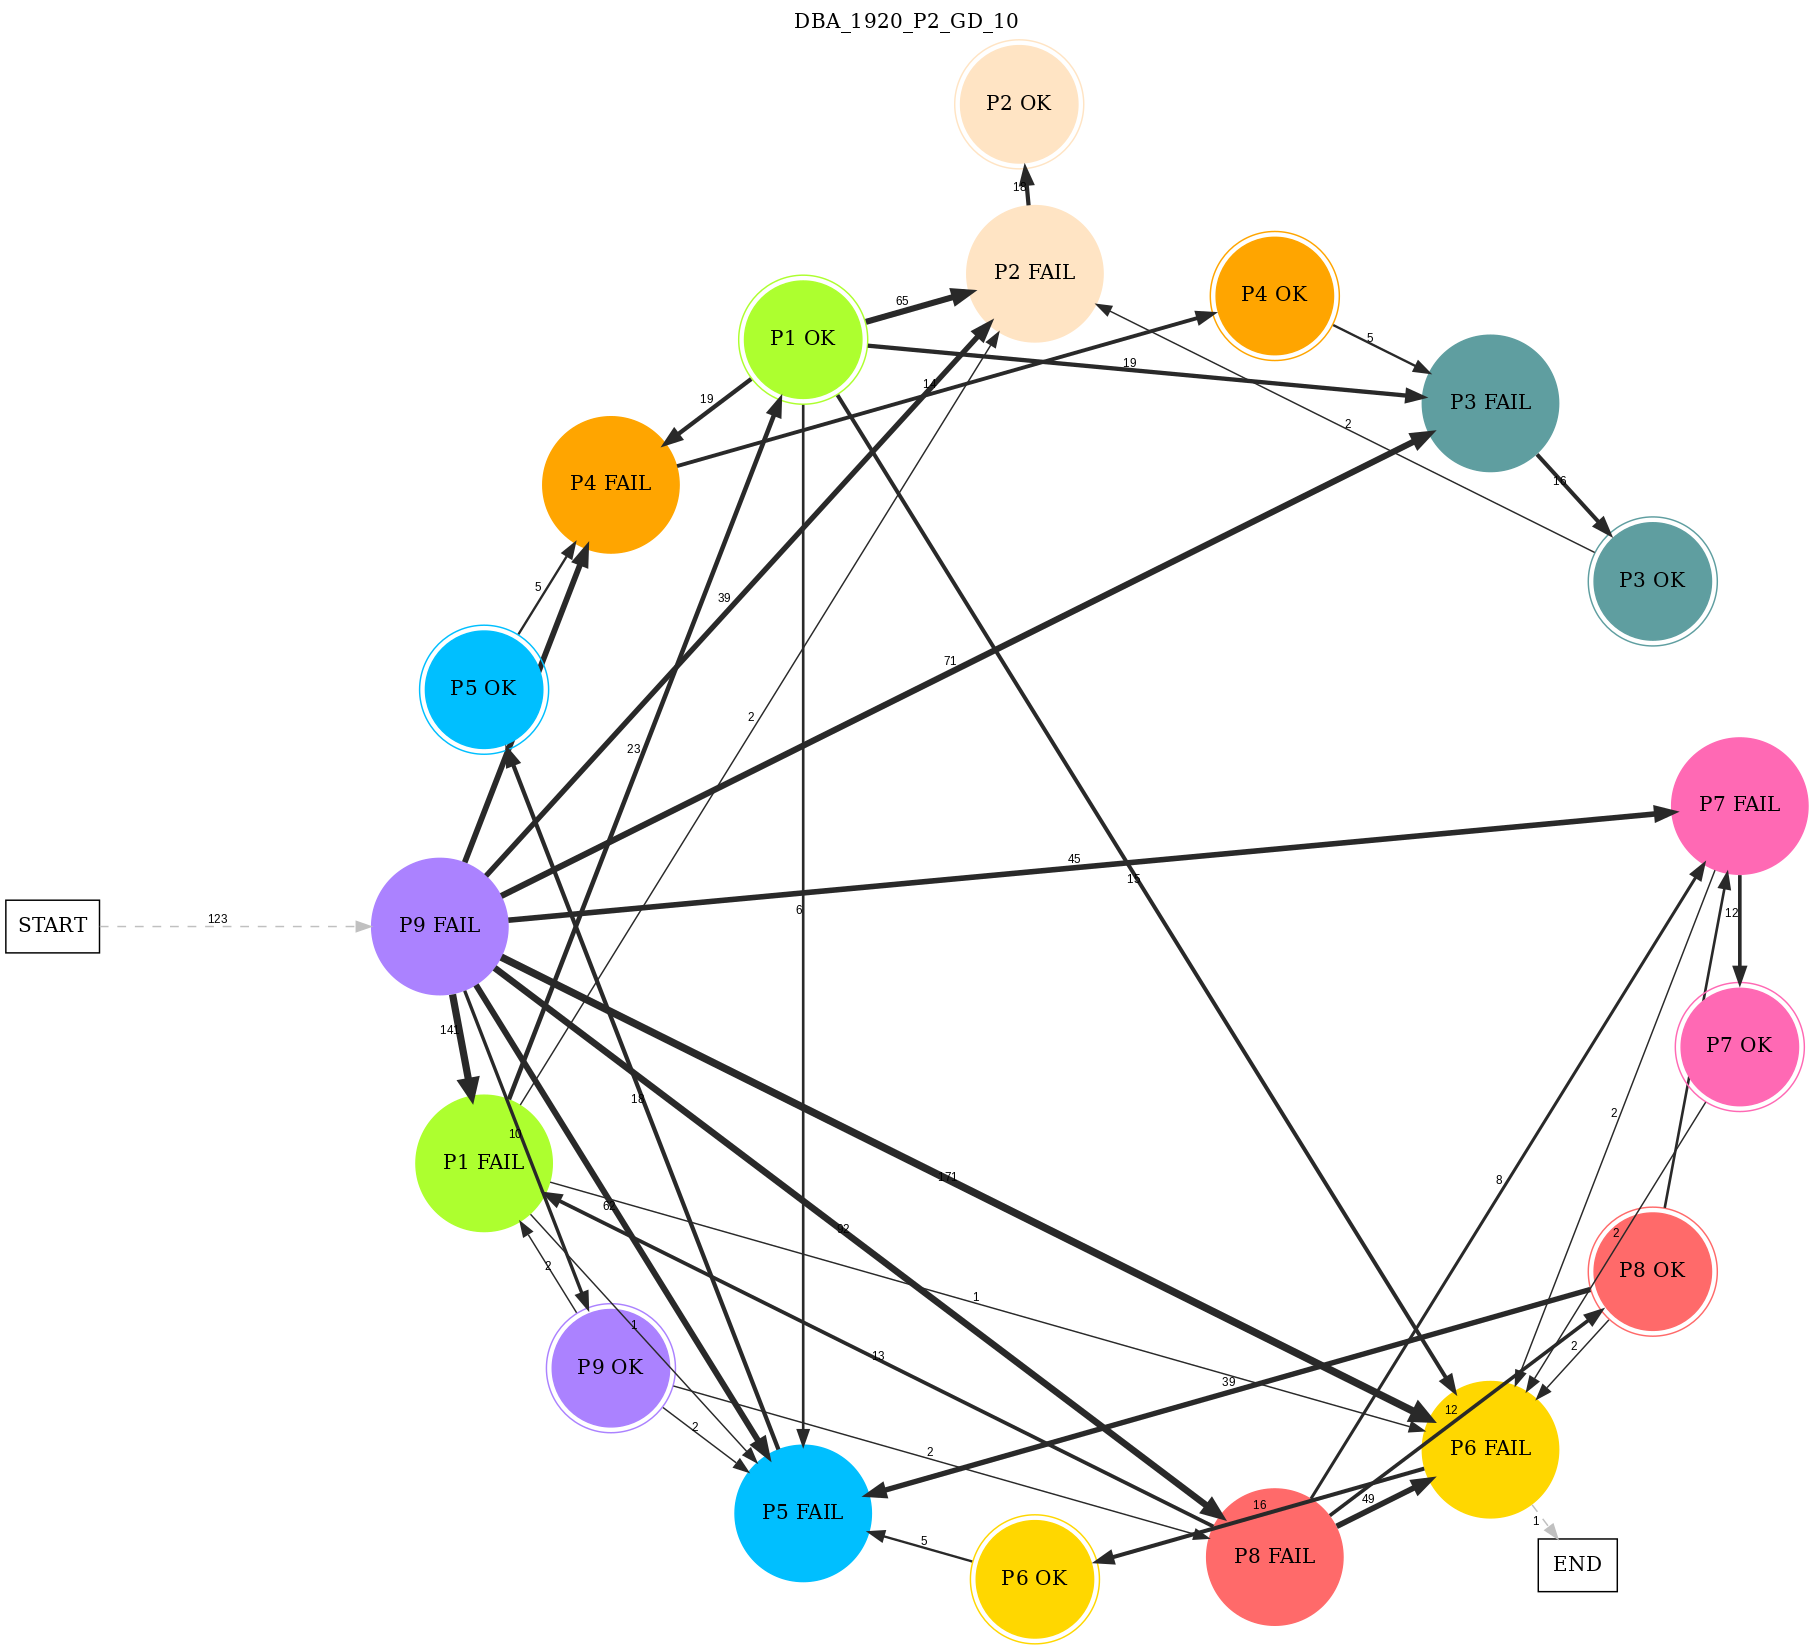 DBA_1920_P2_GD_10
P2 OK
18
P2 FAIL
P4 OK
65
P1 OK
5
19
14
19
P3 FAIL
2
16
P4 FAIL
5
39
P3 OK
71
P5 OK
2
23
P7 FAIL
45
15
6
12
START
123
P9 FAIL
141
P7 OK
18
2
10
P1 FAIL
171
8
62
2
2
P8 OK
1
1
2
13
P9 OK
39
12
2
2
P6 FAIL
49
16
P5 FAIL
1
5
P8 FAIL
END
P6 OK